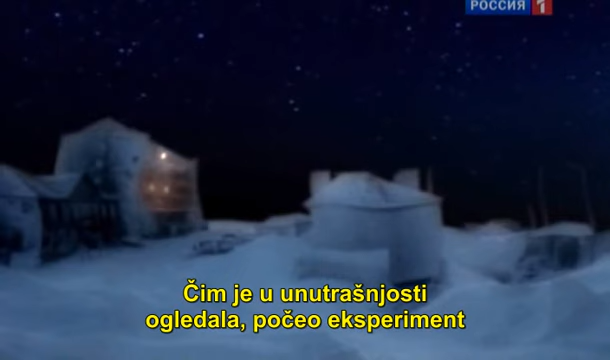 РОССИЯ 1
Čim je u unutrašnjosti
ogledala, počeo eksperiment